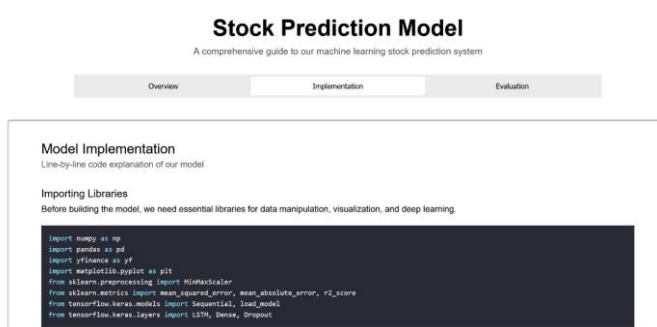 Stock Prediction Model
A comprehensive guide to our machine learning stock prediction system
Overview Implementation Evaluation
Model Implementation
Line-by-line code explanation of our model
Importing Libraries
Before building the model, we need essential libraries for data manipulation, visualization, and deep learning.
import numpy as np
import pandas as pd
import yfinance as yf
import matplotlib.pyplot as plt
from sklearn.preprocessing import MinMaxScaler
from sklearn.metrics import mean_squared_error, mean_absolute_error, r2_score
from tensorflow.keras.models import Sequential, load_model
from tensorflow.keras.layers import LSTM, Dense, Dropout